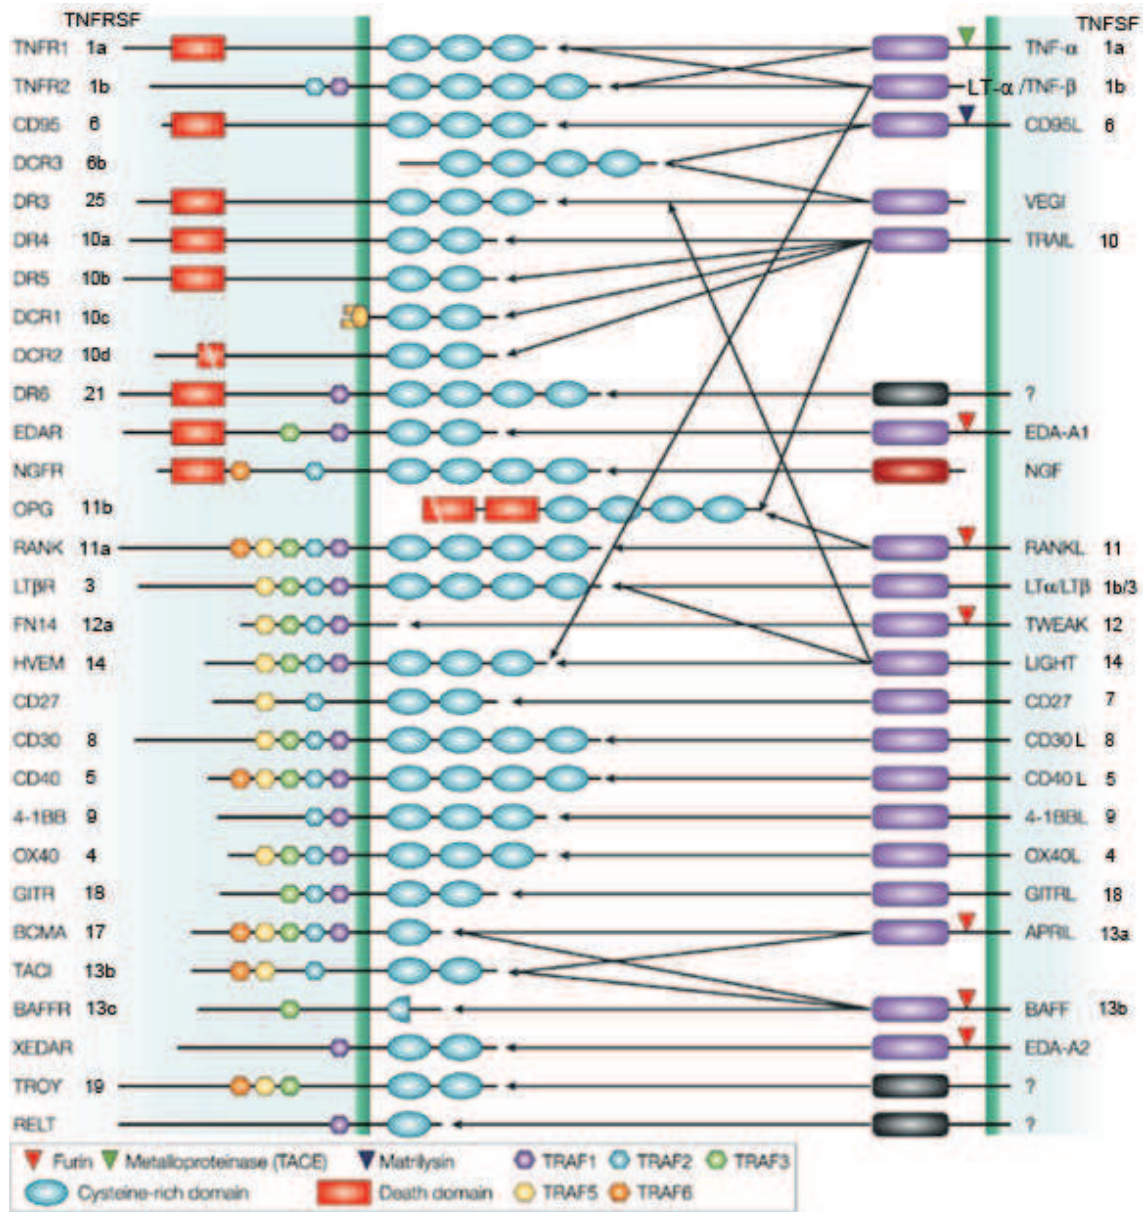 TNFRSF TNFSF
TNFR1 1a TNF-α 1a
TNFR2 1b LT-α /TNF-β 1b
CD95 6 CD95L 6
DCR3 6b
DR3 25 VEGI
DR4 10a TRAIL 10
DR5 10b
DCR1 10c
DCR2 10d
DR6 21 ?
EDAR EDA-A1
NGFR NGF
OPG 11b
RANK 11a RANKL 11
LTβR 3 LTα/LTβ 1b/3
FN14 12a TWEAK 12
HVEM 14 LIGHT 14
CD27 CD27 7
CD30 8 CD30 L 8
CD40 5 CD40 L 5
4-1BB 9 4-1BBL 9
OX40 4 OX40L 4
GITR 18 GITRL 18
BCMA 17 APRIL 13a
TACI 13b
BAFFR 13c BAFF 13b
XEDAR EDA-A2
TROY 19 ?
RELT ?
Furin Metalloproteinase (TACE) Matrilysin TRAF1 TRAF2 TRAF3
Cysteine-rich domain Death domain TRAF5 TRAF6